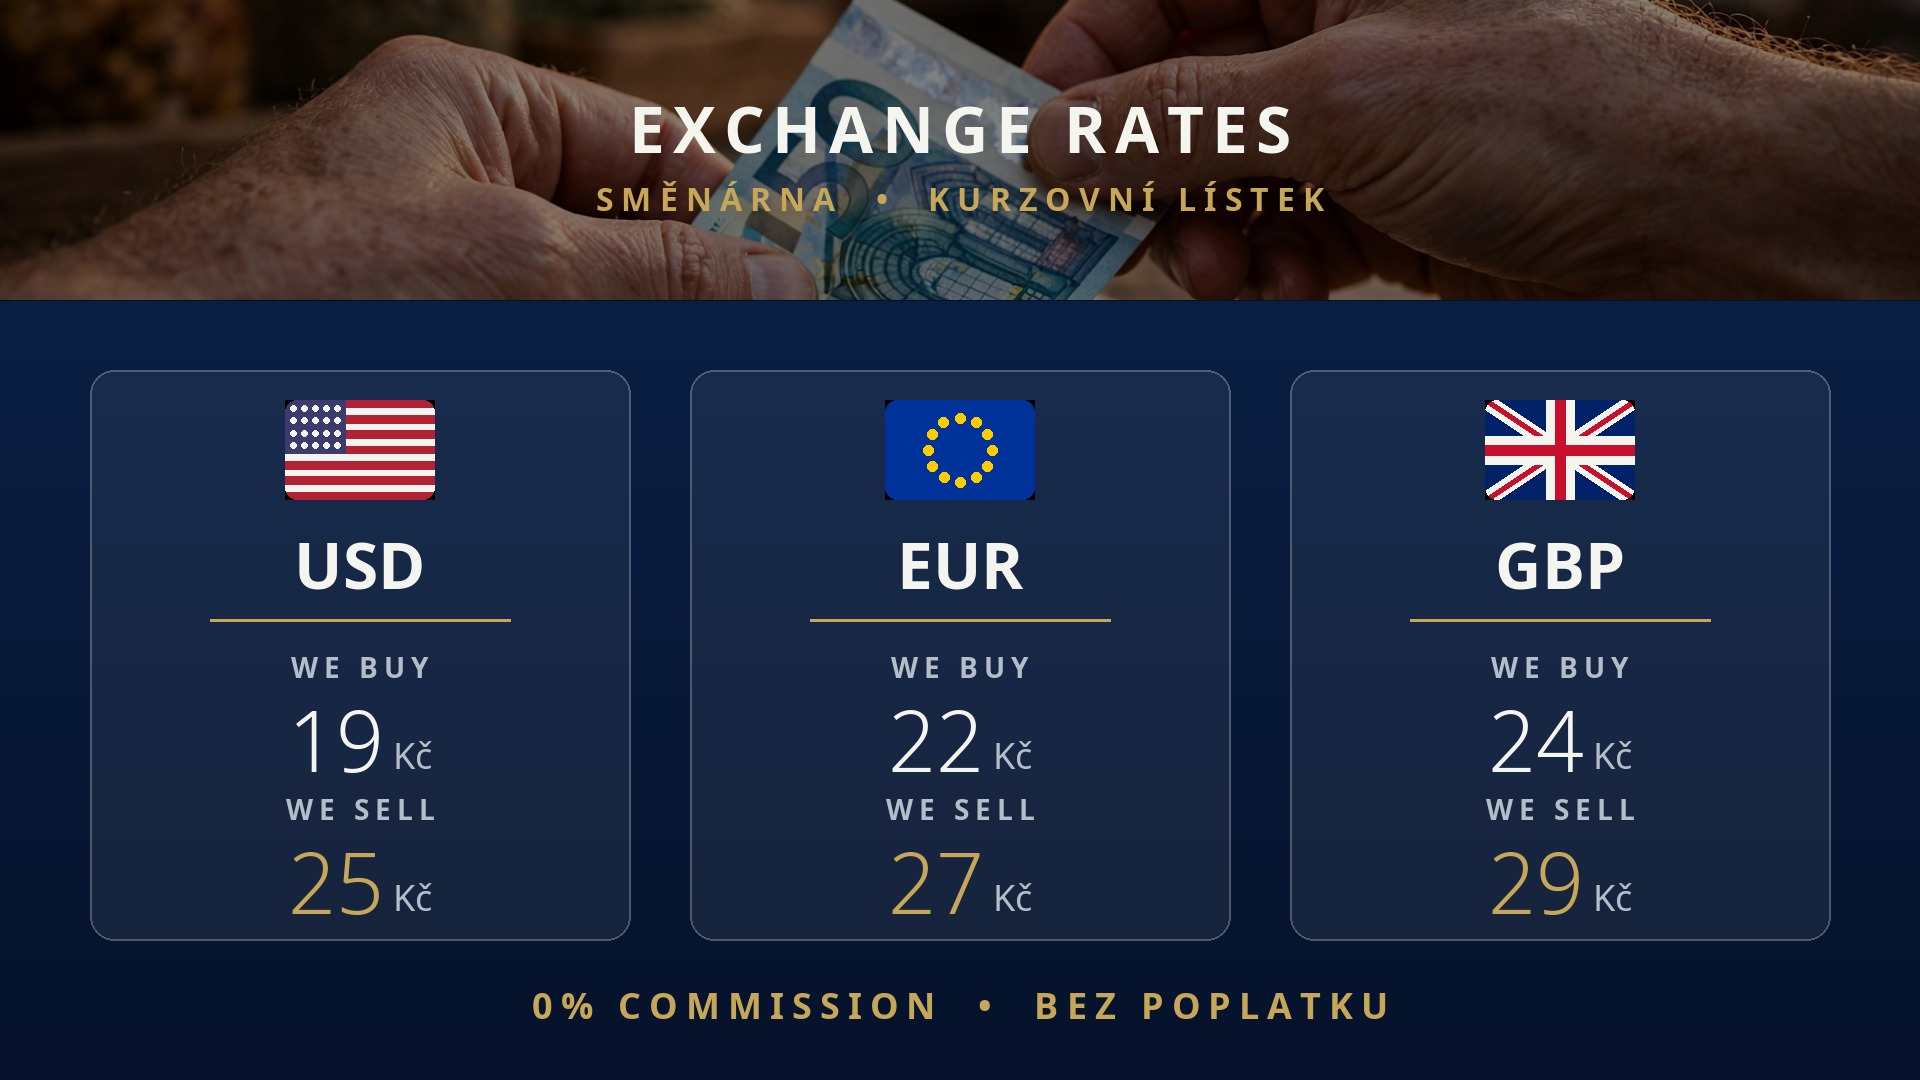 EXCHANGE RATES
SMĚNÁRNA • KURZOVNÍ LÍSTEK
USD
WE BUY
19 Kč
WE SELL
25 Kč
EUR
WE BUY
22 Kč
WE SELL
27 Kč
GBP
WE BUY
24 Kč
WE SELL
29 Kč
0% COMMISSION • BEZ POPLATKU